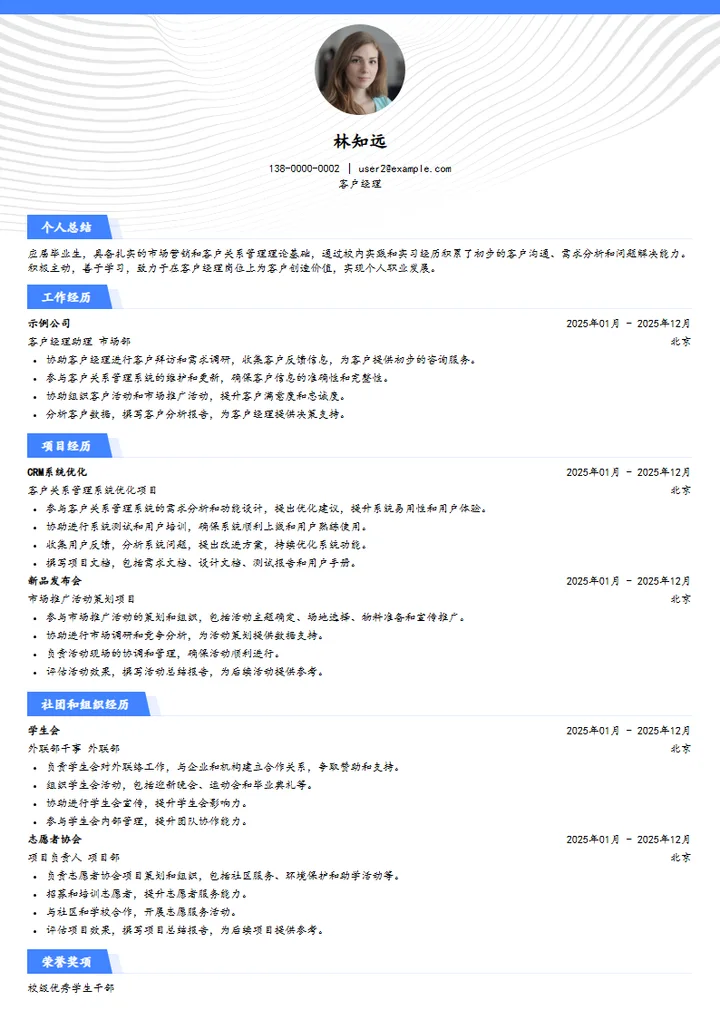 林知远
138-0000-0002 | user2@example.com
客户经理
个人总结
应届毕业生，具备扎实的市场营销和客户关系管理理论基础，通过校内实践和实习经历积累了初步的客户沟通、需求分析和问题解决能力。
积极主动，善于学习，致力于在客户经理岗位上为客户创造价值，实现个人职业发展。
工作经历
示例公司 2025年01月 - 2025年12月
客户经理助理 市场部 北京
• 协助客户经理进行客户拜访和需求调研，收集客户反馈信息，为客户提供初步的咨询服务。
• 参与客户关系管理系统的维护和更新，确保客户信息的准确性和完整性。
• 协助组织客户活动和市场推广活动，提升客户满意度和忠诚度。
• 分析客户数据，撰写客户分析报告，为客户经理提供决策支持。
项目经历
CRM系统优化 2025年01月 - 2025年12月
客户关系管理系统优化项目 北京
• 参与客户关系管理系统的需求分析和功能设计，提出优化建议，提升系统易用性和用户体验。
• 协助进行系统测试和用户培训，确保系统顺利上线和用户熟练使用。
• 收集用户反馈，分析系统问题，提出改进方案，持续优化系统功能。
• 撰写项目文档，包括需求文档、设计文档、测试报告和用户手册。
新品发布会 2025年01月 - 2025年12月
市场推广活动策划项目 北京
• 参与市场推广活动的策划和组织，包括活动主题确定、场地选择、物料准备和宣传推广。
• 协助进行市场调研和竞争分析，为活动策划提供数据支持。
• 负责活动现场的协调和管理，确保活动顺利进行。
• 评估活动效果，撰写活动总结报告，为后续活动提供参考。
社团和组织经历
学生会 2025年01月 - 2025年12月
外联部干事 外联部 北京
• 负责学生会对外联络工作，与企业和机构建立合作关系，争取赞助和支持。
• 组织学生会活动，包括迎新晚会、运动会和毕业典礼等。
• 协助进行学生会宣传，提升学生会影响力。
• 参与学生会内部管理，提升团队协作能力。
志愿者协会 2025年01月 - 2025年12月
项目负责人 项目部 北京
• 负责志愿者协会项目策划和组织，包括社区服务、环境保护和助学活动等。
• 招募和培训志愿者，提升志愿者服务能力。
• 与社区和学校合作，开展志愿服务活动。
• 评估项目效果，撰写项目总结报告，为后续项目提供参考。
荣誉奖项
校级优秀学生干部